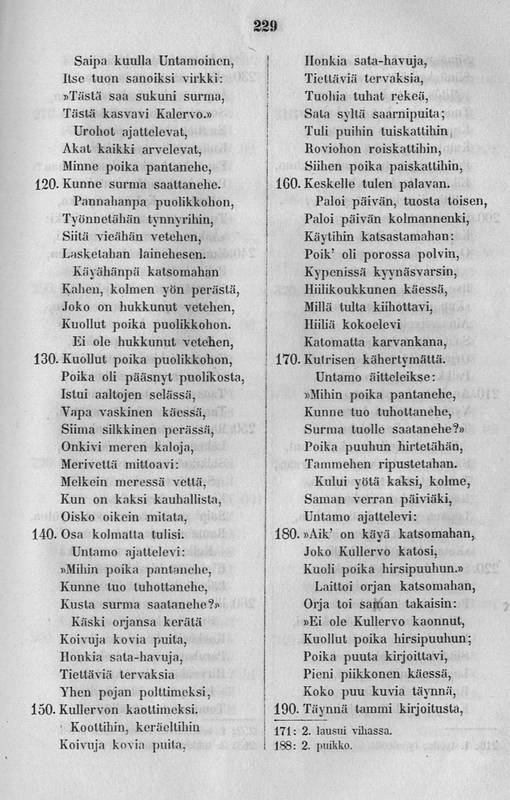 229
Saipa kuulla Untamoinen,
Itse tuon sanoiksi virkki:
»Tästä saa sukuni surma,
Tästä kasvavi Kalervo.»
Urohot ajattelevat,
Akat kaikki arvelevat,
Minne poika pantanehe,
120. Kunne surma saattanehe.
Pannahanpa puolikkohon,
Työnnetähän tynnyrihin,
Siitä vieähän vetehen,
Lasketahan lainehesen.
Käyähänpä katsomahan
Kahen, kolmen yön perästä,
Joko on hukkunut vetehen,
Kuollut poika puolikkohon.
Ei ole hukkunut vetehen,
130. Kuollut poika puolikkohon,
Poika oli pääsnyt puolikosta,
Istui aaltojen selässä,
Vapa vaskinen käessä,
Siima silkkinen perässä,
Onkivi meren kaloja,
Merivettä mittoavi:
Melkein meressä vettä,
Kun on kaksi kauhallista,
Oisko oikein mitata,
140. Osa kolmatta tulisi.
Untamo ajattelevi:
»Mihin poika pantanehe,
Kunne tuo tuhottanehe,
Kusta surma saatanehe?»
Käski orjansa kerätä
Koivuja kovia puita,
Honkia sata-havuja,
Tiettäviä tervaksia
Yhen pojan polttimeksi,
150. Kullervon kaottimeksi.
Koottihin, keräeltihin
Koivuja kovia puita,
Honkia sata-havuja,
Tiettäviä tervaksia,
Tuohia tuhat rekeä,
Sata syltä saarnipuita;
Tuli puihin tuiskattihin,
Roviohon roiskattihin,
Siihen poika paiskattihin,
160. Keskelle tulen palavan.
Paloi päivän, tuosta toisen,
Paloi päivän kolmannenki,
Käytihin katsastamahan:
Poik' oli porossa polvin,
Kypenissä kyynäsvarsin,
Hiilikoukkunen käessä,
Millä tulta kiihottavi,
Hiiliä kokoelevi
Katomatta karvankana,
170. Kutrisen kähertymättä.
Untamo äitteleikse:
»Mihin poika pantanehe,
Kunne tuo tuhottanehe,
Surma tuolle saatanehe?»
Poika puuhun hirtetähän,
Tammehen ripustetahan.
Kului yötä kaksi, kolme,
Saman verran päiviäki,
Untamo ajattelevi:
180. »Aik' on käyä katsomahan,
Joko Kullervo katosi,
Kuoli poika hirsipuuhun.»
Laittoi orjan katsomahan,
Orja toi saman takaisin:
»Ei ole Kullervo kaonnut,
Kuollut poika hirsipuuhun;
Poika puuta kirjoittavi,
Pieni piikkonen käessä,
Koko puu kuvia täynnä,
190. Täynnä tammi kirjoitusta,
171: 2. lausui vihassa.
188: 2. puikko.